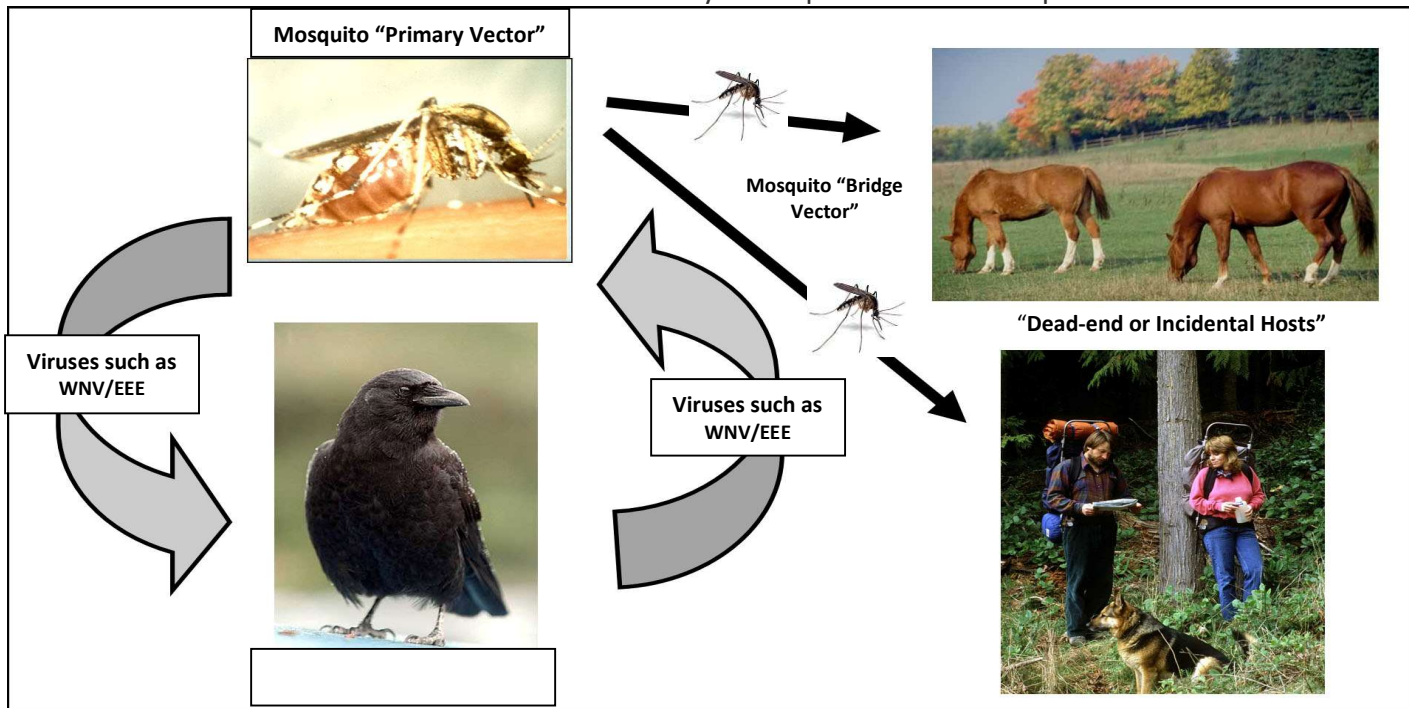 Mosquito “Primary Vector”
Mosquito “Bridge
Vector”
“Dead-end or Incidental Hosts”
Viruses such as
WNV/EEE
Viruses such as
WNV/EEE